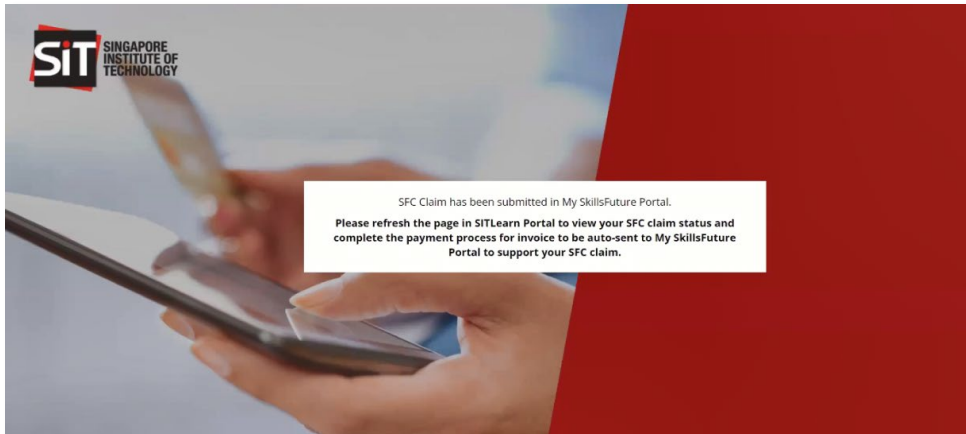 SiT
SINGAPORE
INSTITUTE OF
TECHNOLOGY
SFC Claim has been submitted in My SkillsFuture Portal.
Please refresh the page in SITLearn Portal to view your SFC claim status and
complete the payment process for invoice to be auto-sent to My SkillsFuture
Portal to support your SFC claim.